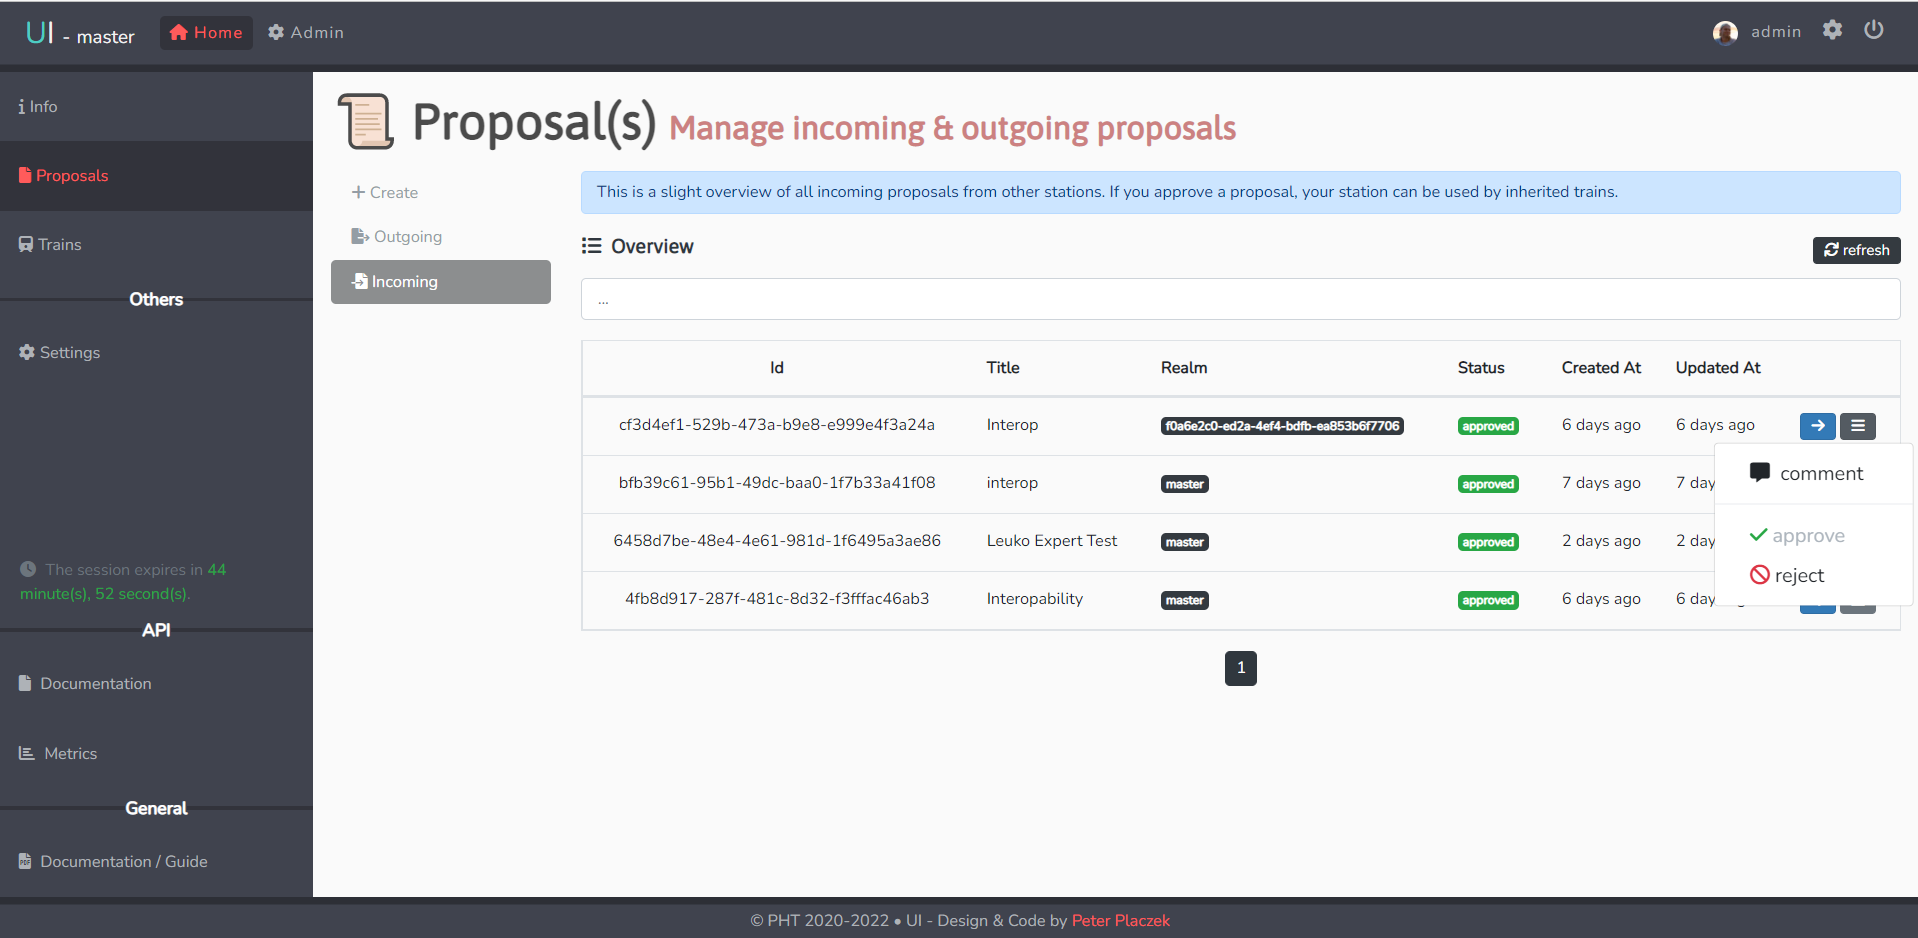 UI - master Home Admin admin
Info
Proposals
Trains
Others
Settings
The session expires in 44
minute(s), 52 second(s).
API
Documentation
Metrics
General
Documentation / Guide
Proposal(s) Manage incoming & outgoing proposals
Create
Outgoing
Incoming
This is a slight overview of all incoming proposals from other stations. If you approve a proposal, your station can be used by inherited trains.
Overview
refresh
...
Id Title Realm Status Created At Updated At
cf3d4ef1-529b-473a-b9e8-e999e4f3a24a Interop f0a6e2c0-ed2a-4ef4-bdfb-ea853b6f7706 approved 6 days ago 6 days ago
bfb39c61-95b1-49dc-baa0-1f7b33a41f08 interop master approved 7 days ago 7 day
6458d7be-48e4-4e61-981d-1f6495a3ae86 Leuko Expert Test master approved 2 days ago 2 day
4fb8d917-287f-481c-8d32-f3fffac46ab3 Interopability master approved 6 days ago 6 day
comment
approve
reject
1
© PHT 2020-2022 • UI - Design & Code by Peter Placzek